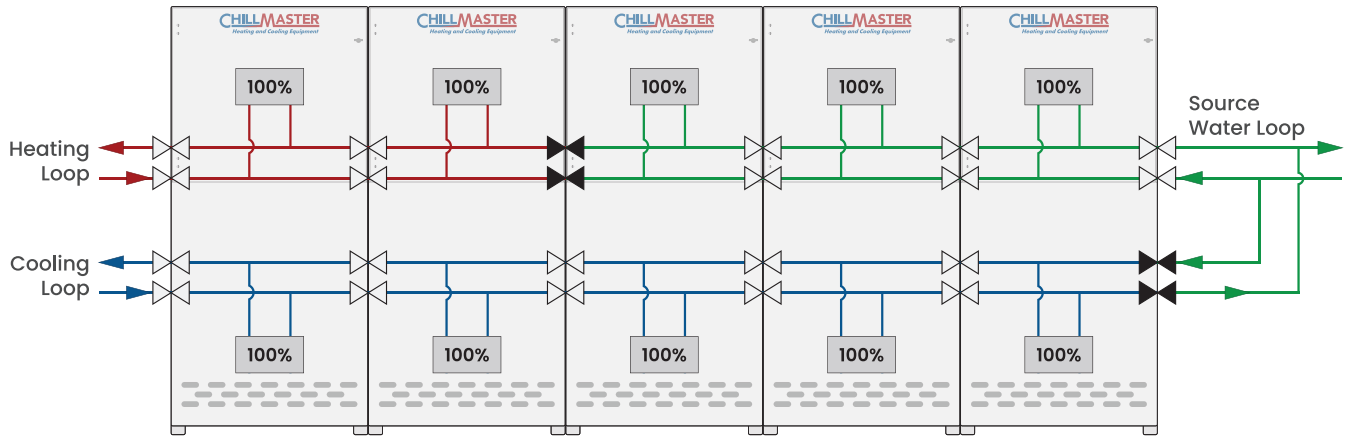 CHILLMASTER
Heating and Cooling Equipment
CHILLMASTER
Heating and Cooling Equipment
CHILLMASTER
Heating and Cooling Equipment
CHILLMASTER
Heating and Cooling Equipment
CHILLMASTER
Heating and Cooling Equipment
100%
100%
100%
100%
100%
Source
Water Loop
Heating
Loop
Cooling
Loop
100%
100%
100%
100%
100%